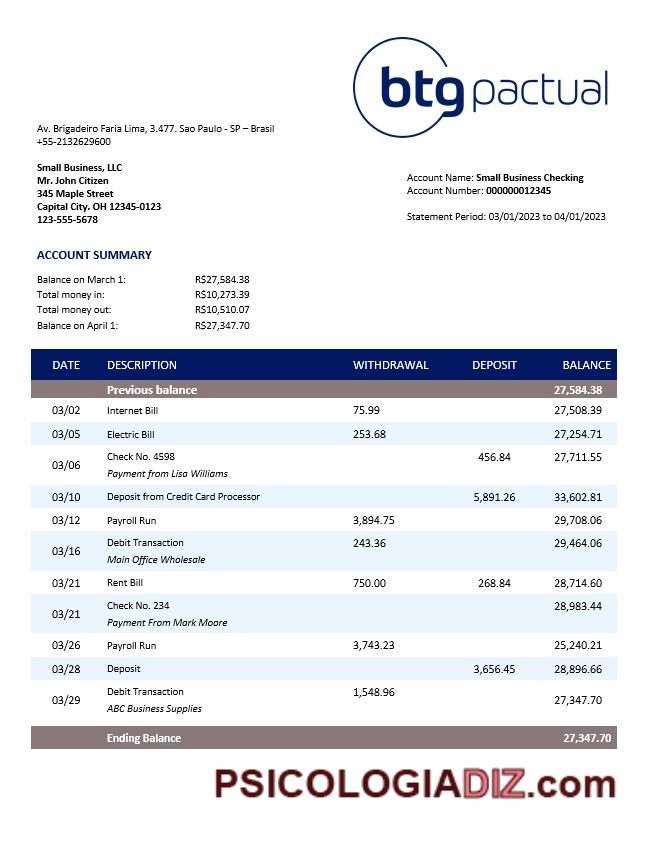 btg pactual
Av. Brigadeiro Faria Lima, 3.477. Sao Paulo - SP – Brasil
+55-2132629600
Small Business, LLC
Mr. John Citizen
345 Maple Street
Capital City. OH 12345-0123
123-555-5678
Account Name: Small Business Checking
Account Number: 000000012345
Statement Period: 03/01/2023 to 04/01/2023
ACCOUNT SUMMARY
Balance on March 1: R$27,584.38
Total money in: R$10,273.39
Total money out: R$10,510.07
Balance on April 1: R$27,347.70
DATE DESCRIPTION WITHDRAWAL DEPOSIT BALANCE
Previous balance 27,584.38
03/02 Internet Bill 75.99 27,508.39
03/05 Electric Bill 253.68 27,254.71
03/06 Check No. 4598 456.84 27,711.55
Payment from Lisa Williams
03/10 Deposit from Credit Card Processor 5,891.26 33,602.81
03/12 Payroll Run 3,894.75 29,708.06
03/16 Debit Transaction 243.36 29,464.06
Main Office Wholesale
03/21 Rent Bill 750.00 268.84 28,714.60
03/21 Check No. 234 28,983.44
Payment From Mark Moore
03/26 Payroll Run 3,743.23 25,240.21
03/28 Deposit 3,656.45 28,896.66
03/29 Debit Transaction 1,548.96 27,347.70
ABC Business Supplies
Ending Balance 27,347.70
PSICOLOGIADIZ.com